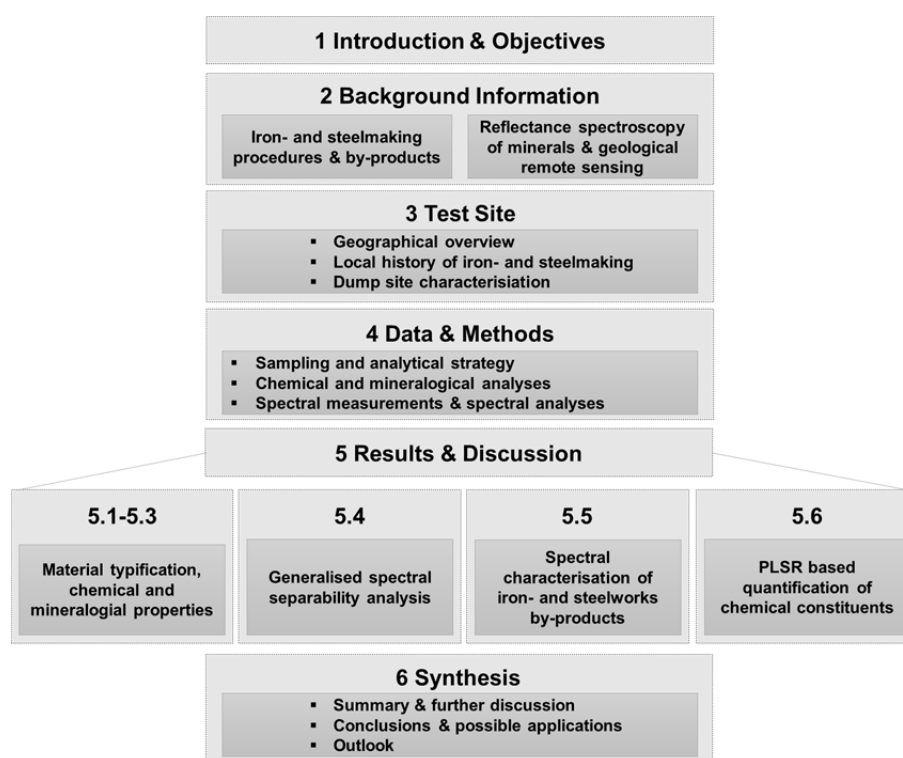 1 Introduction & Objectives
2 Background Information
Iron- and steelmaking
procedures & by-products
Reflectance spectroscopy
of minerals & geological
remote sensing
3 Test Site
▪ Geographical overview
▪ Local history of iron- and steelmaking
▪ Dump site characterisiation
4 Data & Methods
▪ Sampling and analytical strategy
▪ Chemical and mineralogical analyses
▪ Spectral measurements & spectral analyses
5 Results & Discussion
5.1-5.3
Material typification,
chemical and
mineralogial properties
5.4
Generalised spectral
separability analysis
5.5
Spectral
characterisation of
iron- and steelworks
by-products
5.6
PLSR based
quantification of
chemical constituents
6 Synthesis
▪ Summary & further discussion
▪ Conclusions & possible applications
▪ Outlook